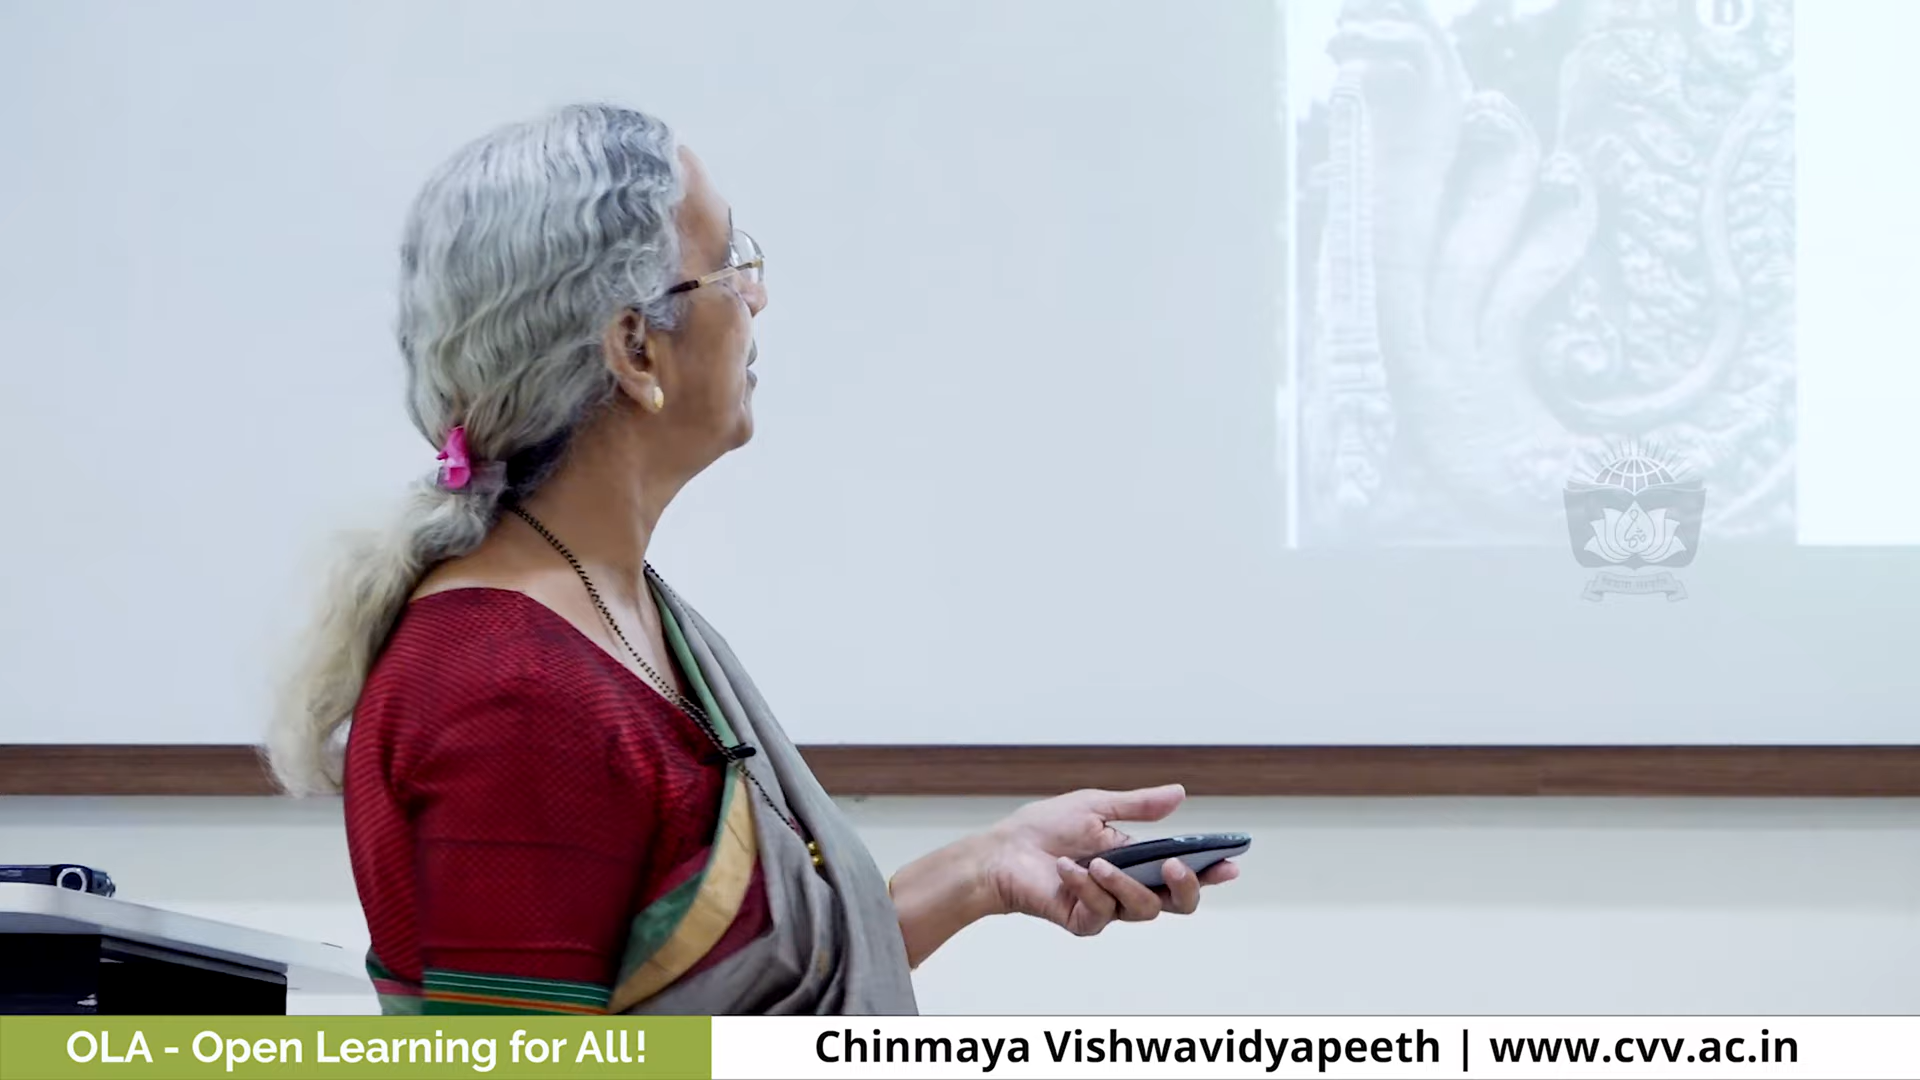 b
OLA - Open Learning for All!
Chinmaya Vishwavidyapeeth | www.cvv.ac.in